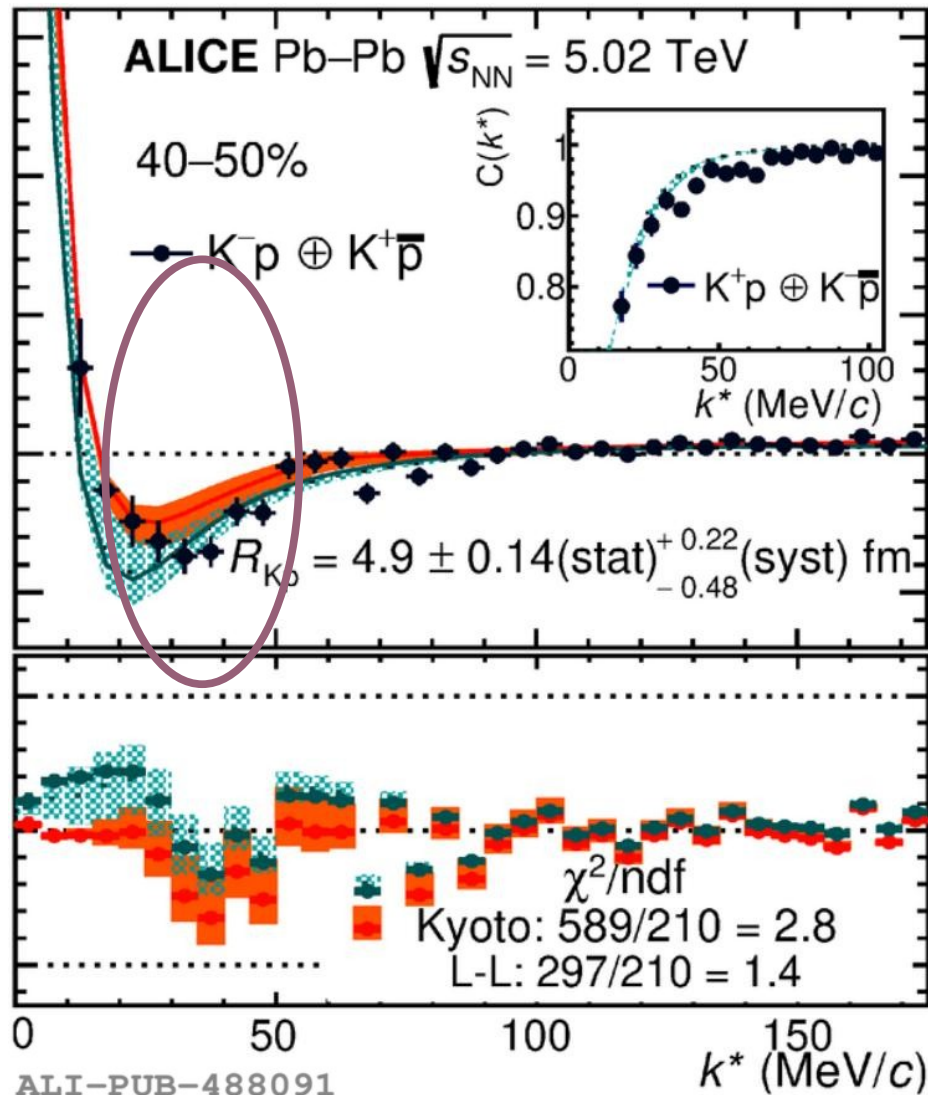 ALICE Pb–Pb √s_NN = 5.02 TeV
40–50%
K⁻p ⊕ K⁺p̄
C(k*)
1
0.9
0.8
K⁺p ⊕ K⁻p̄
0 50 100
k* (MeV/c)
R_Kp = 4.9 ± 0.14(stat) + 0.22 − 0.48 (syst) fm
χ²/ndf
Kyoto: 589/210 = 2.8
L-L: 297/210 = 1.4
0 50 100 150
k* (MeV/c)
ALI−PUB−488091